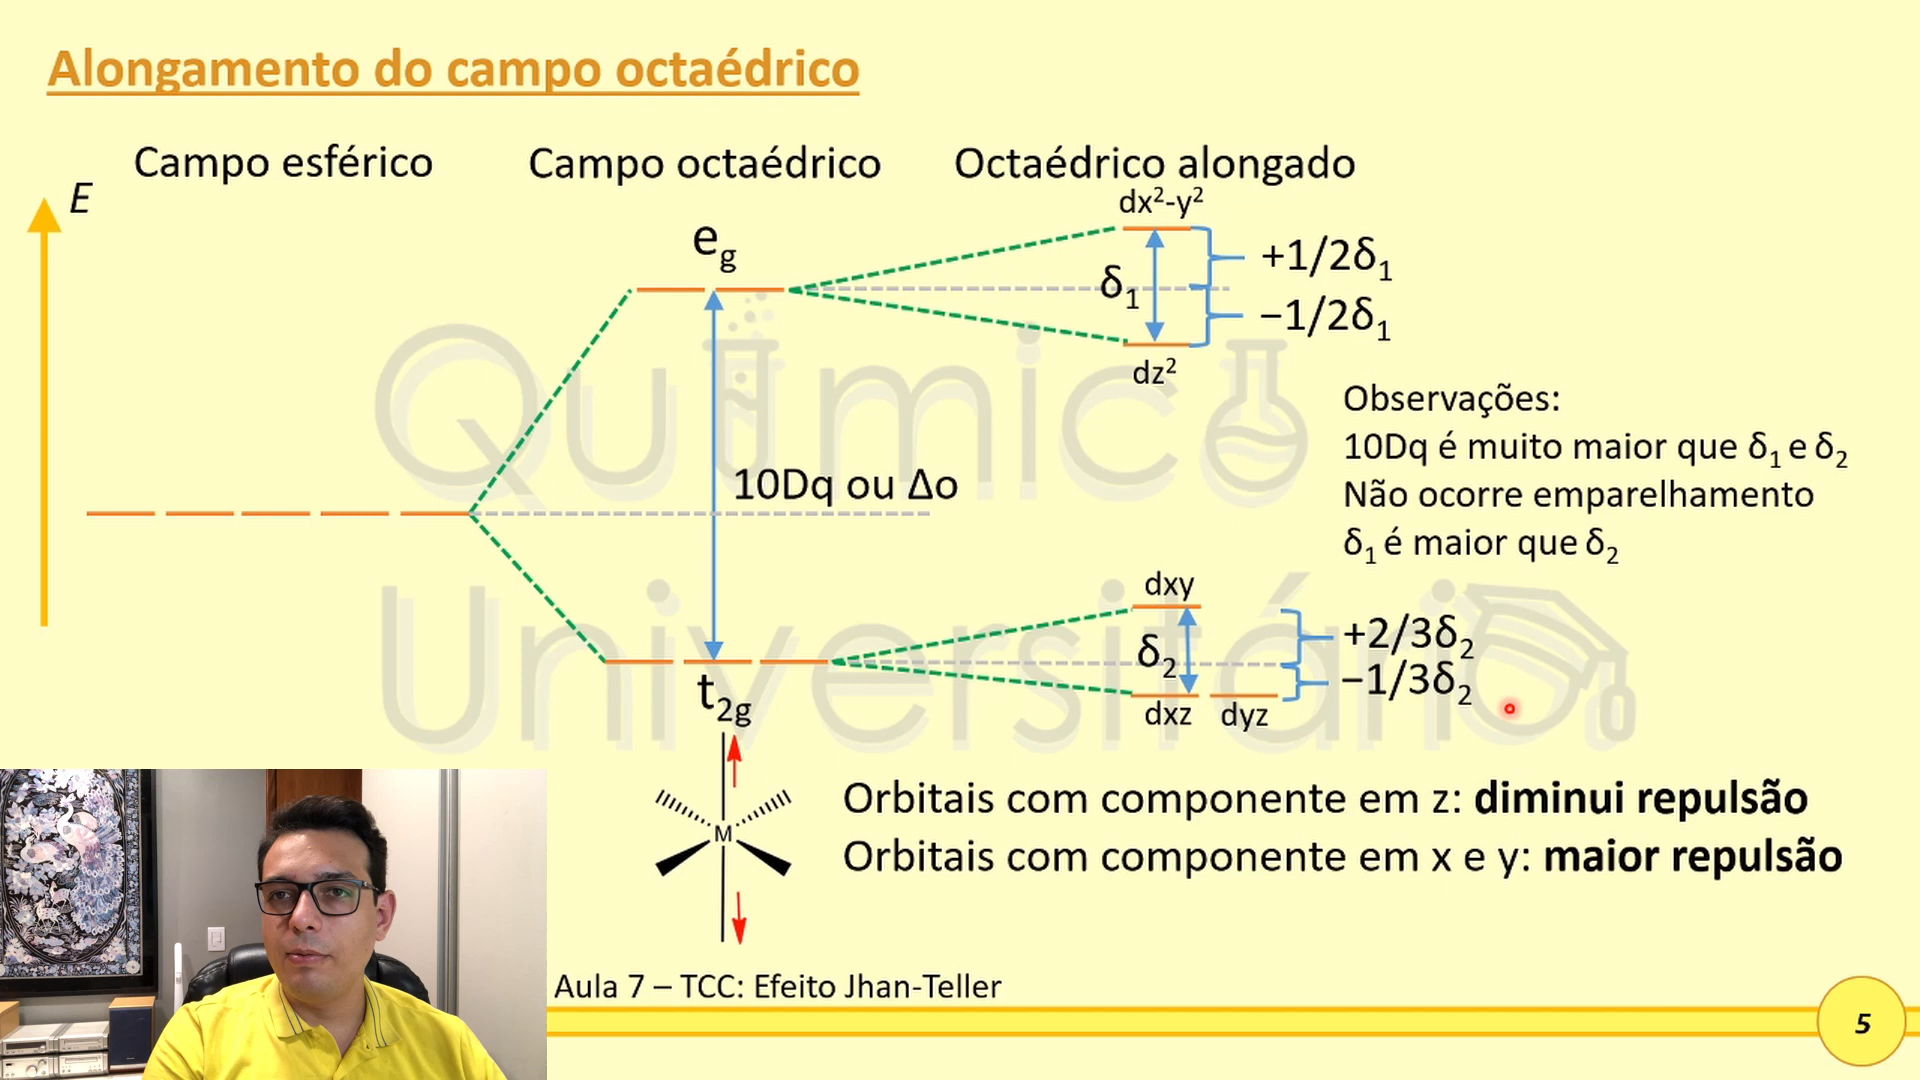 Alongamento do campo octaédrico
Campo esférico
Campo octaédrico
Octaédrico alongado
E
dx²-y²
e_g
+1/2δ₁
δ₁
−1/2δ₁
dz²
Observações:
10Dq é muito maior que δ₁ e δ₂
Não ocorre emparelhamento
δ₁ é maior que δ₂
10Dq ou Δo
Químico
Universitário
dxy
δ₂
+2/3δ₂
−1/3δ₂
t₂g
dxz dyz
M
Orbitais com componente em z: diminui repulsão
Orbitais com componente em x e y: maior repulsão
Aula 7 – TCC: Efeito Jhan-Teller
5